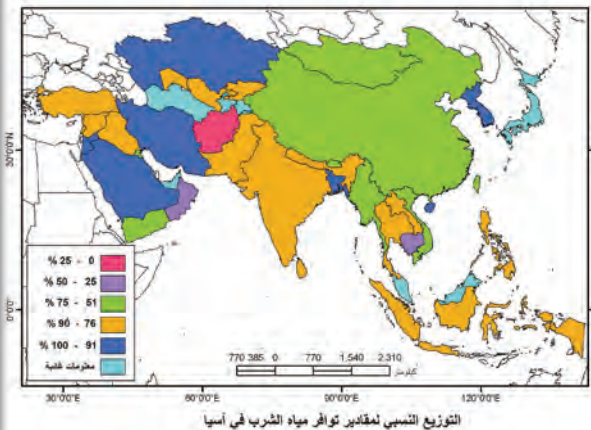 30°0'0"N
0°0'0"
% 25 - 0
% 50 - 25
% 75 - 51
% 90 - 76
% 100 - 91
معلومات غائبة
770 385 0 770 1.540 2.310
كيلومتر
30°0'0"E 60°0'0"E 90°0'0"E 120°0'0"E
التوزيع النسبي لمقادير توافر مياه الشرب في آسيا